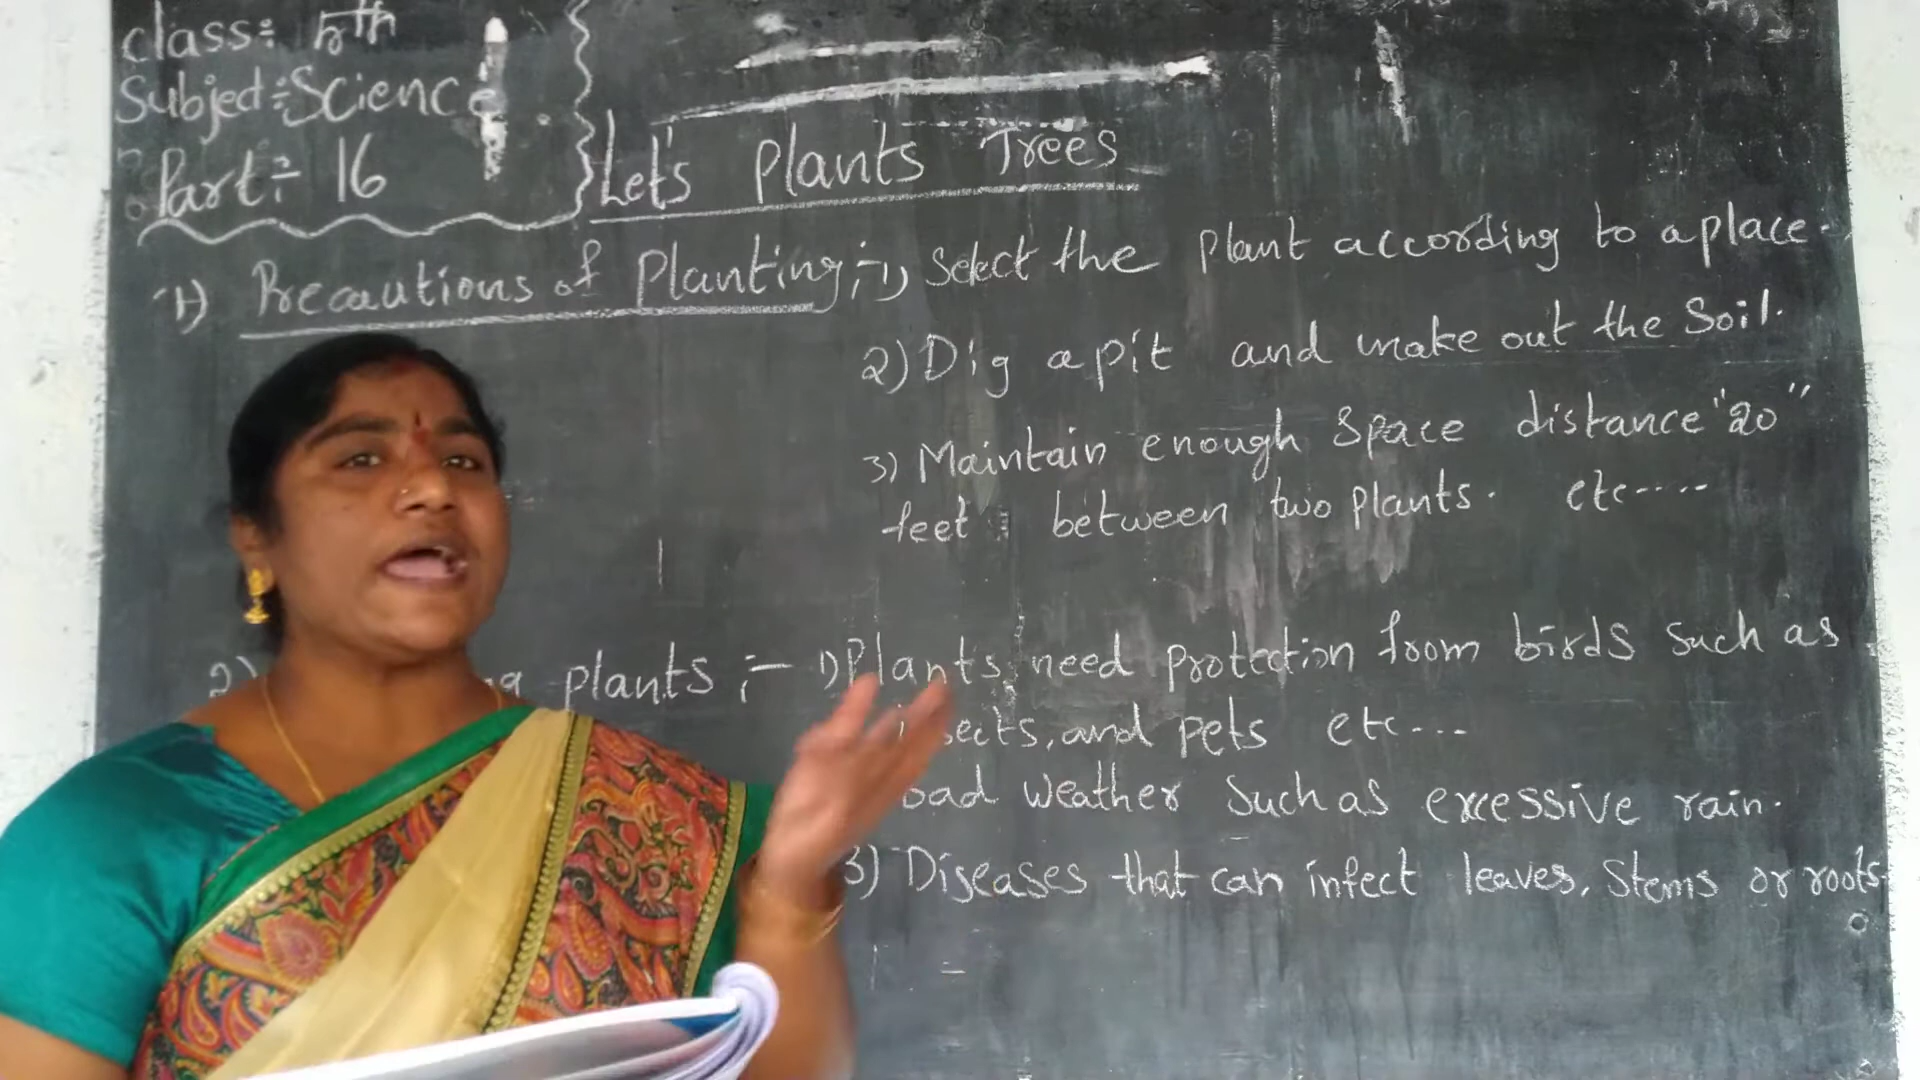 class:- 5th
Subject:-Science
Part:- 16
Let's Plants Trees
1) Precautions of Planting:- 1) Select the Plant according to a place.
2) Dig a pit and make out the Soil.
3) Maintain enough Space distance "20"
feet between two Plants. etc.....
2) plants :- 1) Plants need protection from birds such as
insects, and pets etc...
bad weather such as excessive rain.
3) Diseases that can infect leaves, Stems or roots.